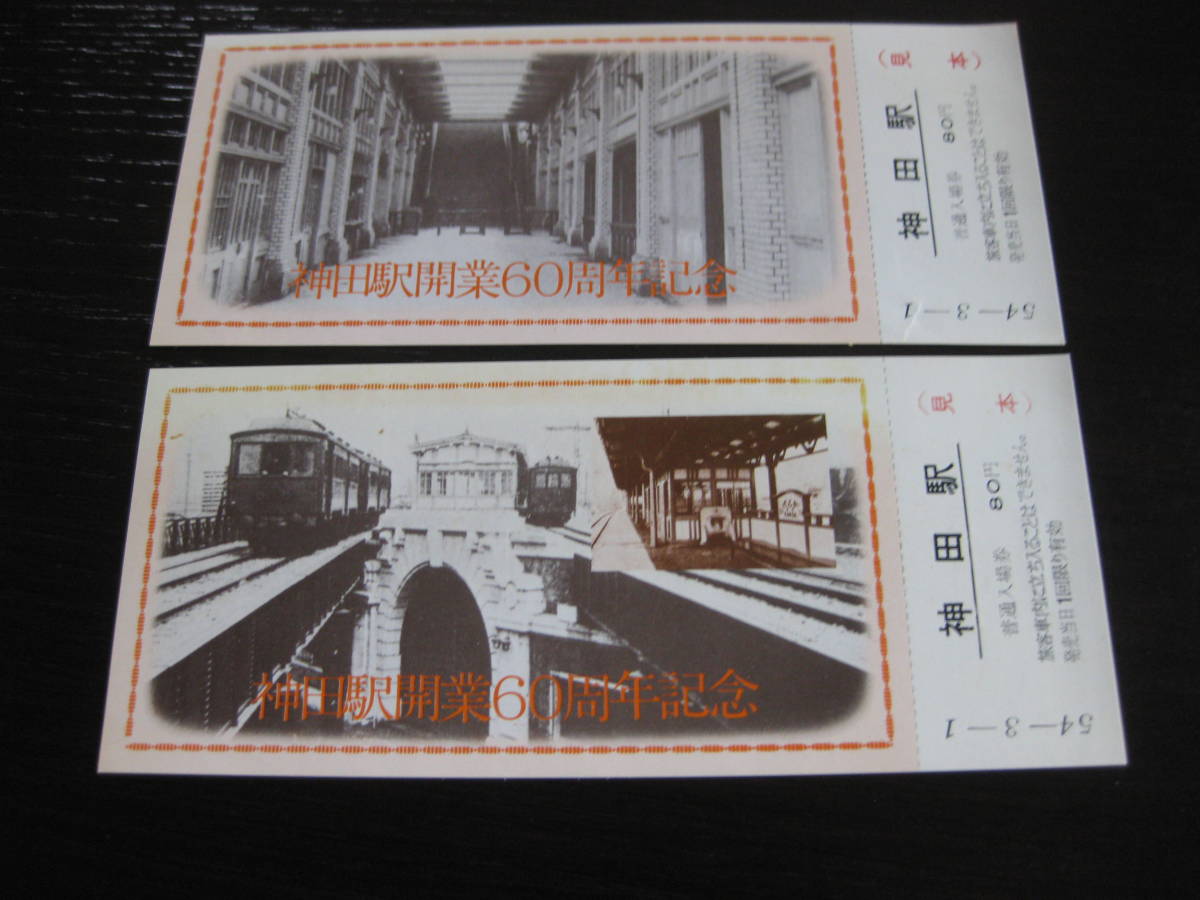 神田駅開業60周年記念
(見本)
神田駅
普通入場券 80円
旅客車内に立ち入ることはできません。
発売当日1回限り有効
54-3-1
神田駅開業60周年記念
(見本)
神田駅
普通入場券 80円
旅客車内に立ち入ることはできません。
発売当日1回限り有効
54-3-1